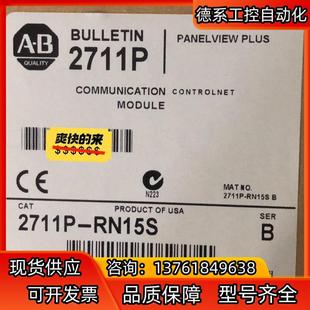 德系工控自动化
AB
QUALITY
BULLETIN
2711P
PANELVIEW PLUS
COMMUNICATION CONTROLNET
MODULE
爽快的来
$$$$$$
CE
N223
MAT NO.
2711P-RN15S B
CAT
PRODUCT OF USA
SER
2711P-RN15S
B
现货供应
咨询：13761849638
可开发票
品质保障
型号齐全